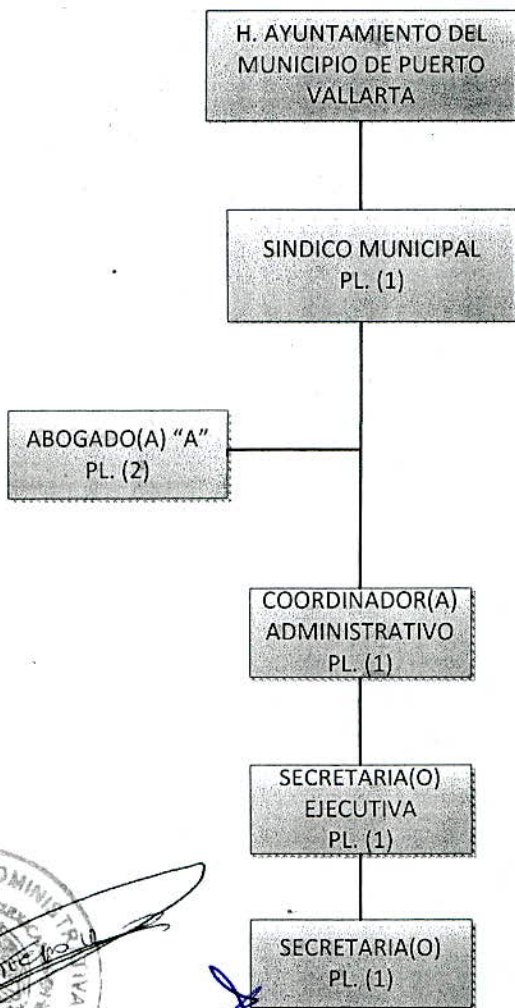 H. AYUNTAMIENTO DEL
MUNICIPIO DE PUERTO
VALLARTA
SINDICO MUNICIPAL
PL. (1)
ABOGADO(A) "A"
PL. (2)
COORDINADOR(A)
ADMINISTRATIVO
PL. (1)
SECRETARIA(O)
EJECUTIVA
PL. (1)
SECRETARIA(O)
PL. (1)